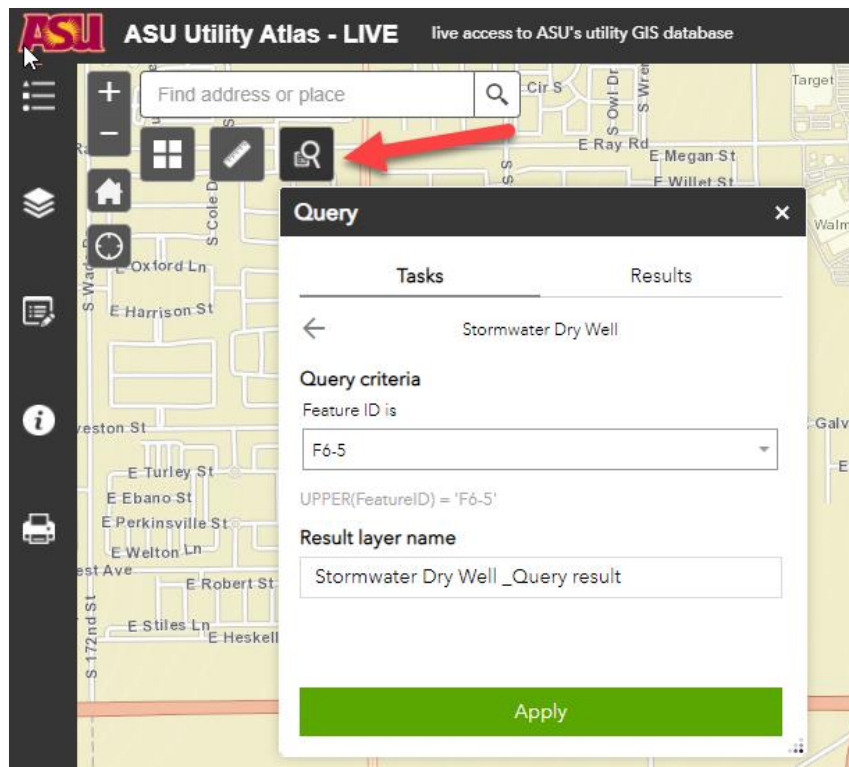 ASU
ASU Utility Atlas - LIVE
live access to ASU's utility GIS database
Find address or place
Cir S
S Owl Dr
S Wren
Target
E Ray Rd
E Megan St
E Willet St
Query
×
S Cole D
Walm
Tasks
Results
S Wade
E Oxford Ln
Stormwater Dry Well
E Harrison St
Query criteria
Feature ID is
F6-5
veston St
Galv
E Turley St
E
E Ebano St
UPPER(FeatureID) = 'F6-5'
E Perkinsville St
Result layer name
E Welton Ln
est Ave
Stormwater Dry Well _Query result
E Robert St
E Stiles Ln
E Heskell
S 172nd St
Apply